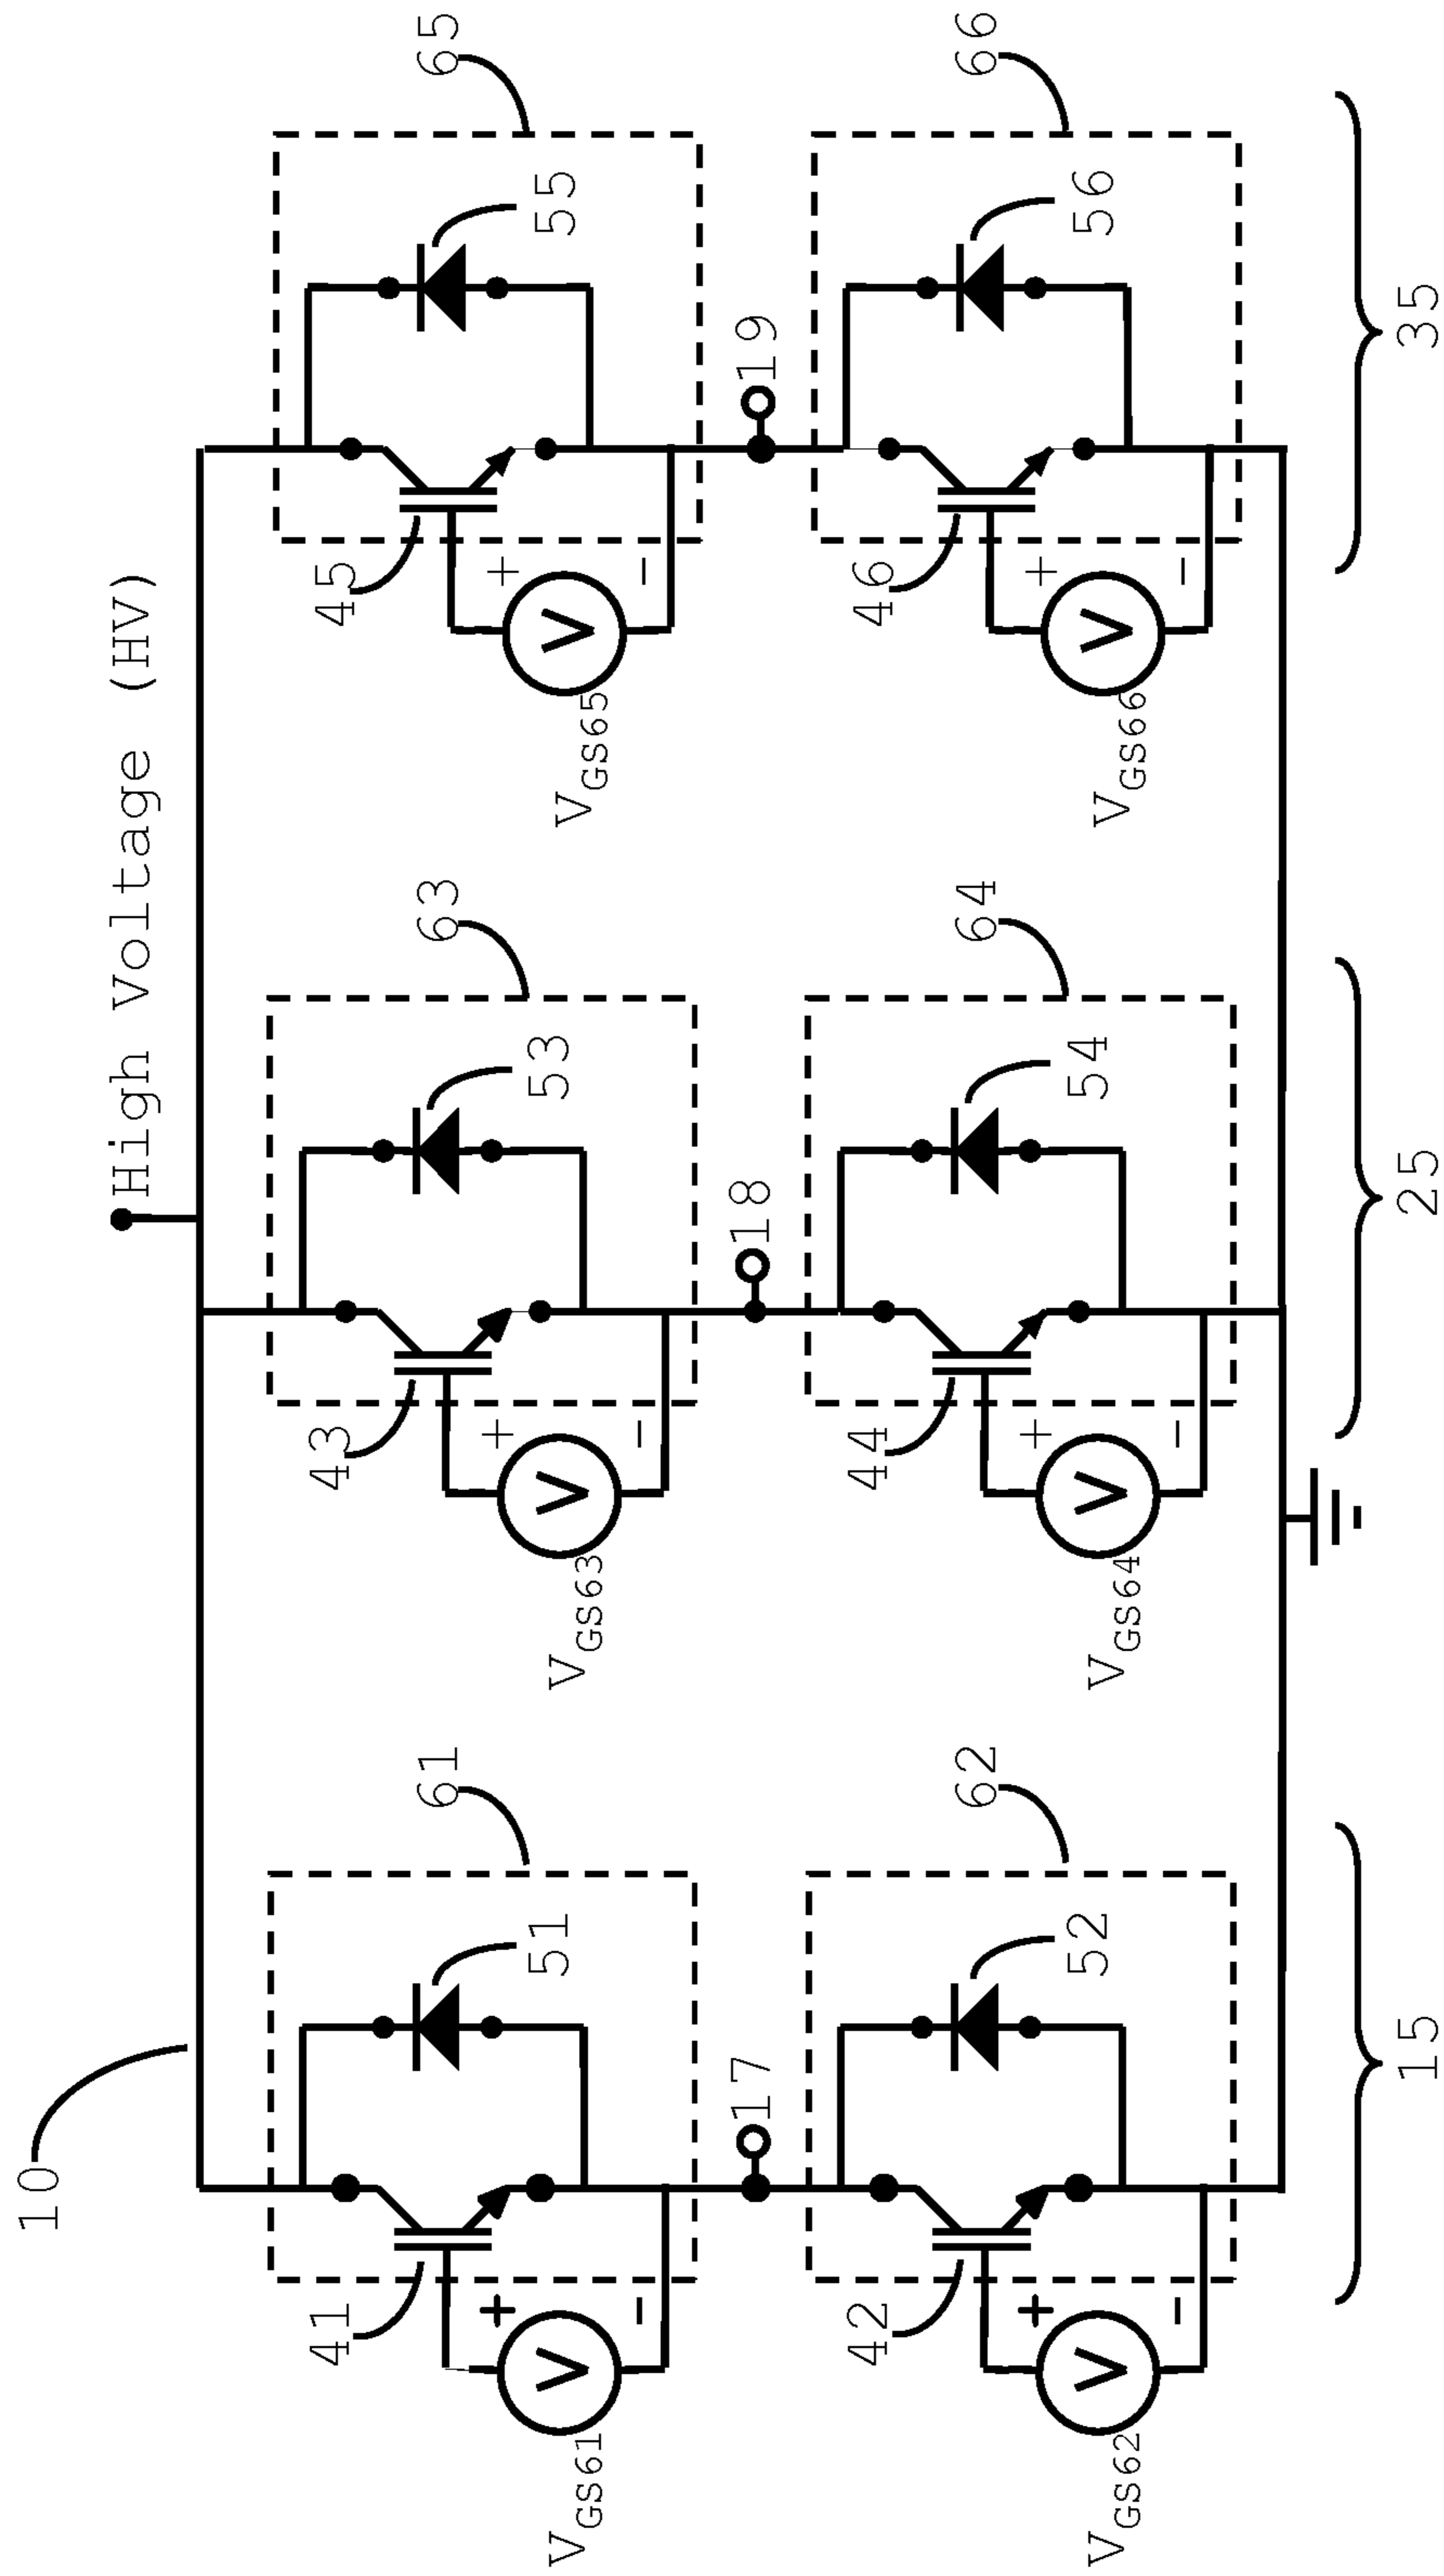 10
High Voltage (HV)
61
63
65
41
51
43
53
45
55
+
-
+
-
+
-
V
V
V
VGS61
VGS63
VGS65
17
18
19
62
64
66
42
52
44
54
46
56
+
-
+
-
+
-
V
V
V
VGS62
VGS64
VGS66
15
25
35